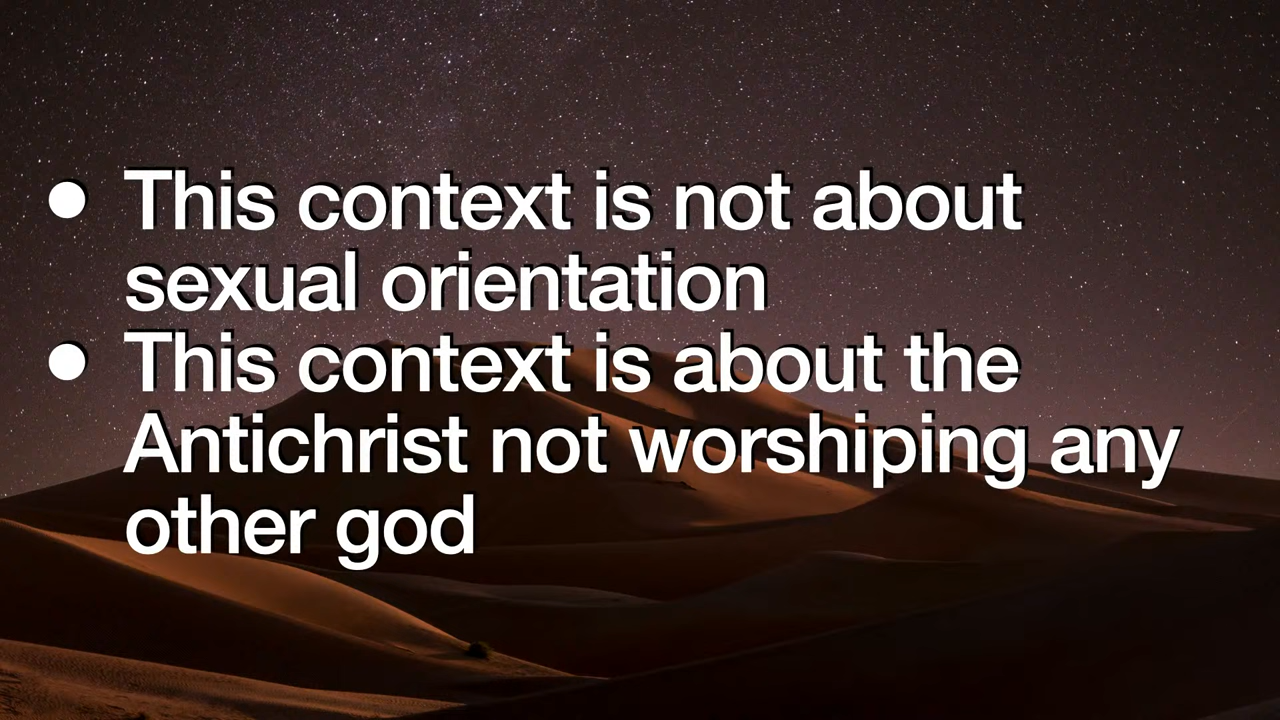 • This context is not about
sexual orientation
• This context is about the
Antichrist not worshiping any
other god